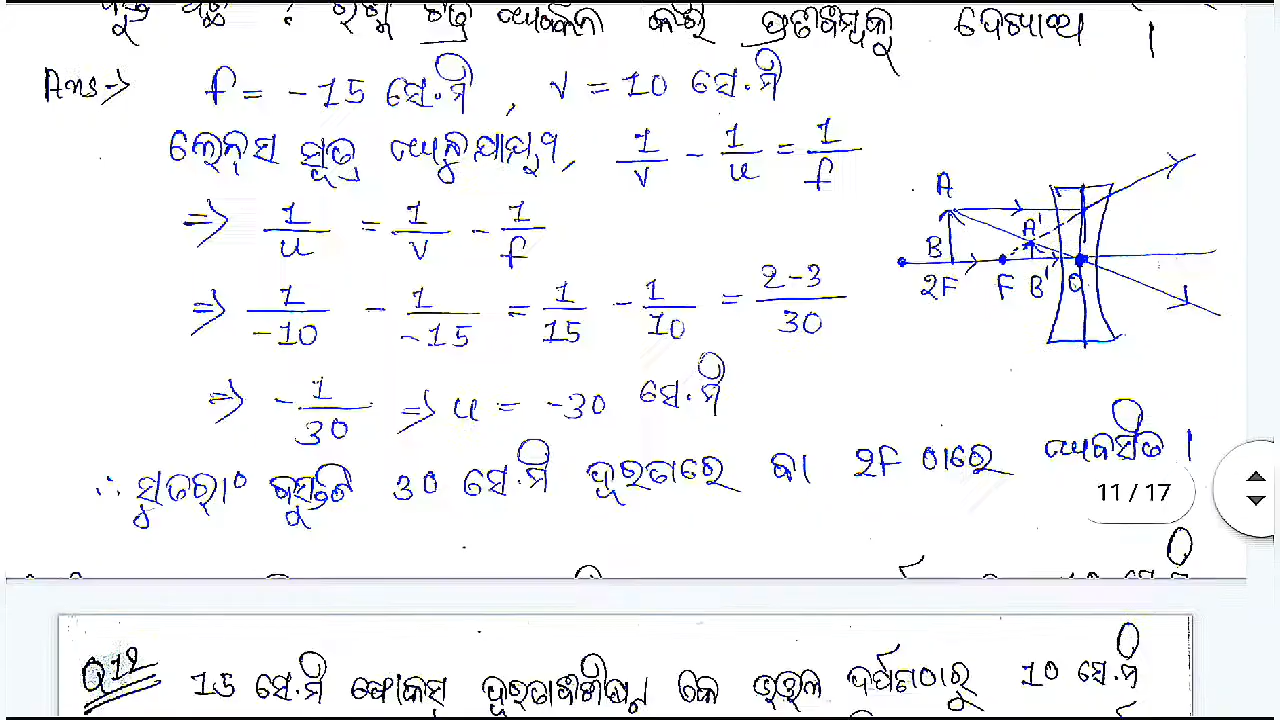 ଦେଖାଅ ।
Ans→ f = -15 ସେ.ମି, v = 10 ସେ.ମି
ଲେନ୍ସ ସୂତ୍ର ଅନୁଯାୟୀ, 1/v - 1/u = 1/f
⇒ 1/u = 1/v - 1/f
⇒ 1/-10 - 1/-15 = 1/15 - 1/10 = 2-3/30
⇒ -1/30 ⇒ u = -30 ସେ.ମି
∴ ସୁତରାଂ ବସ୍ତୁଟି 30 ସେ.ମି ଦୂରତାରେ ବା 2F ଠାରେ ଅବସ୍ଥିତ ।
A
A'
B
2F F B' O
11 / 17
Q12 15 ସେ.ମି ଫୋକସ୍ ଦୂରତା ବିଶିଷ୍ଟ ଏକ ଉତ୍ତଳ ଦର୍ପଣଠାରୁ 10 ସେ.ମି